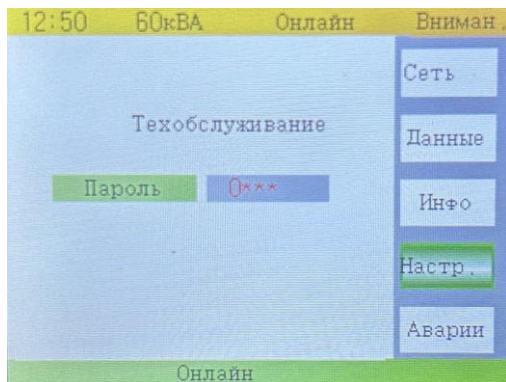 12:50 60кВА Онлайн Вниман.
Сеть
Техобслуживание
Данные
Пароль 0***
Инфо
Настр.
Аварии
Онлайн